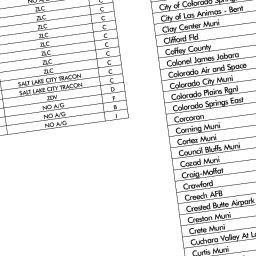 NO A/G C
ZLC C
ZLC C
ZLC C
ZLC C
ZLC C
ZLC C
ZLC C
SALT LAKE CITY TRACON C
SALT LAKE CITY TRACON C
ZDV D
NO A/G F
NO A/G B
NO A/G I
City of Colorado
City of Las Animas - Bent
Clay Center Muni
Clifford Fld
Coffey County
Colonel James Jabara
Colorado Air and Space
Colorado City Muni
Colorado Plains Rgnl
Colorado Springs East
Corcoran
Corning Muni
Cortez Muni
Council Bluffs Muni
Cozad Muni
Craig-Moffat
Crawford
Creech AFB
Crested Butte Airpark
Creston Muni
Crete Muni
Cuchara Valley At
Curtis Muni